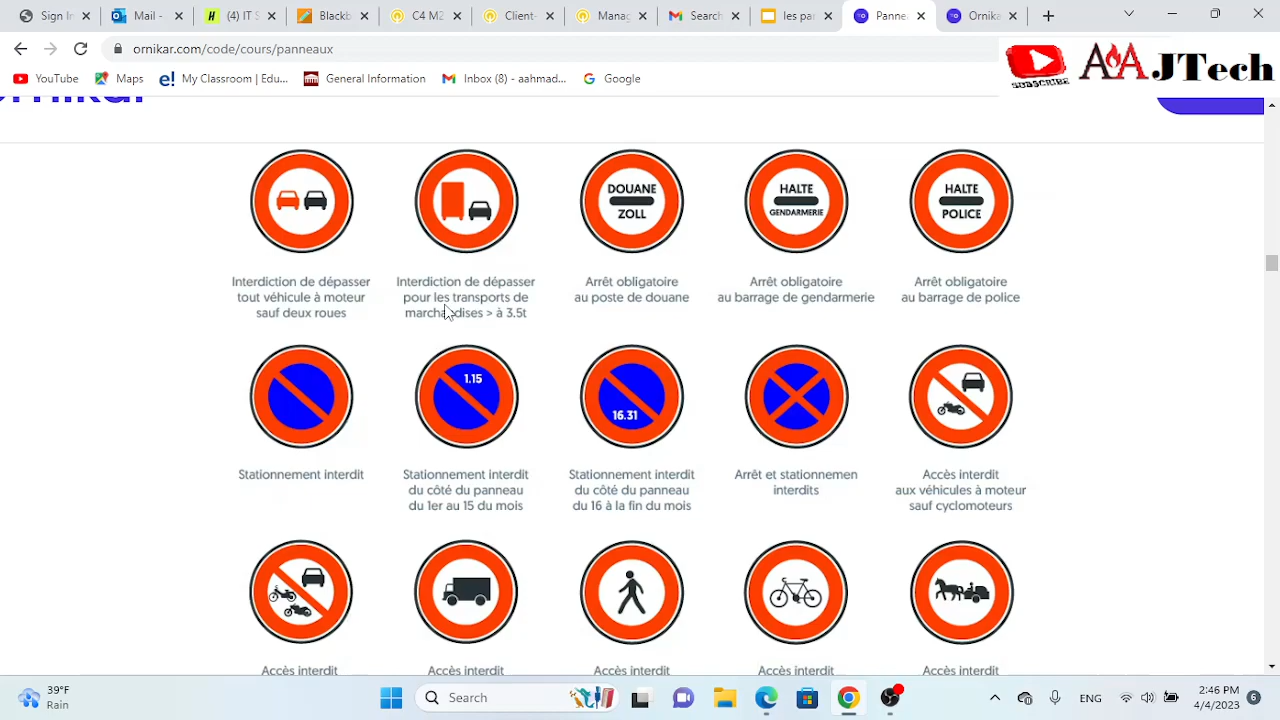 Blackb
(4) IT S
Mail
Black
C4 M2
Client-
Manag
Search
les pa
Panne
Ornik
ornikar.com/code/cours/panneaux
YouTube
Maps
e! My Classroom | Edu...
General Information
Inbox (8) - aahnad...
Google
SUBSCRIBE
AAJTech
DOUANE
ZOLL
HALTE
GENDARMERIE
HALTE
POLICE
Interdiction de dépasser
tout véhicule à moteur
sauf deux roues
Interdiction de dépasser
pour les transports de
marchandises > à 3.5t
Arrêt obligatoire
au poste de douane
Arrêt obligatoire
au barrage de gendarmerie
Arrêt obligatoire
au barrage de police
1.15
16.31
Stationnement interdit
Stationnement interdit
du côté du panneau
du 1er au 15 du mois
Stationnement interdit
du côté du panneau
du 16 à la fin du mois
Arrêt et stationnemen
interdits
Accès interdit
aux véhicules à moteur
sauf cyclomoteurs
Accès interdit
Accès interdit
Accès interdit
Accès interdit
Accès interdit
39°F
Rain
Search
ENG
2:46 PM
4/4/2023
6